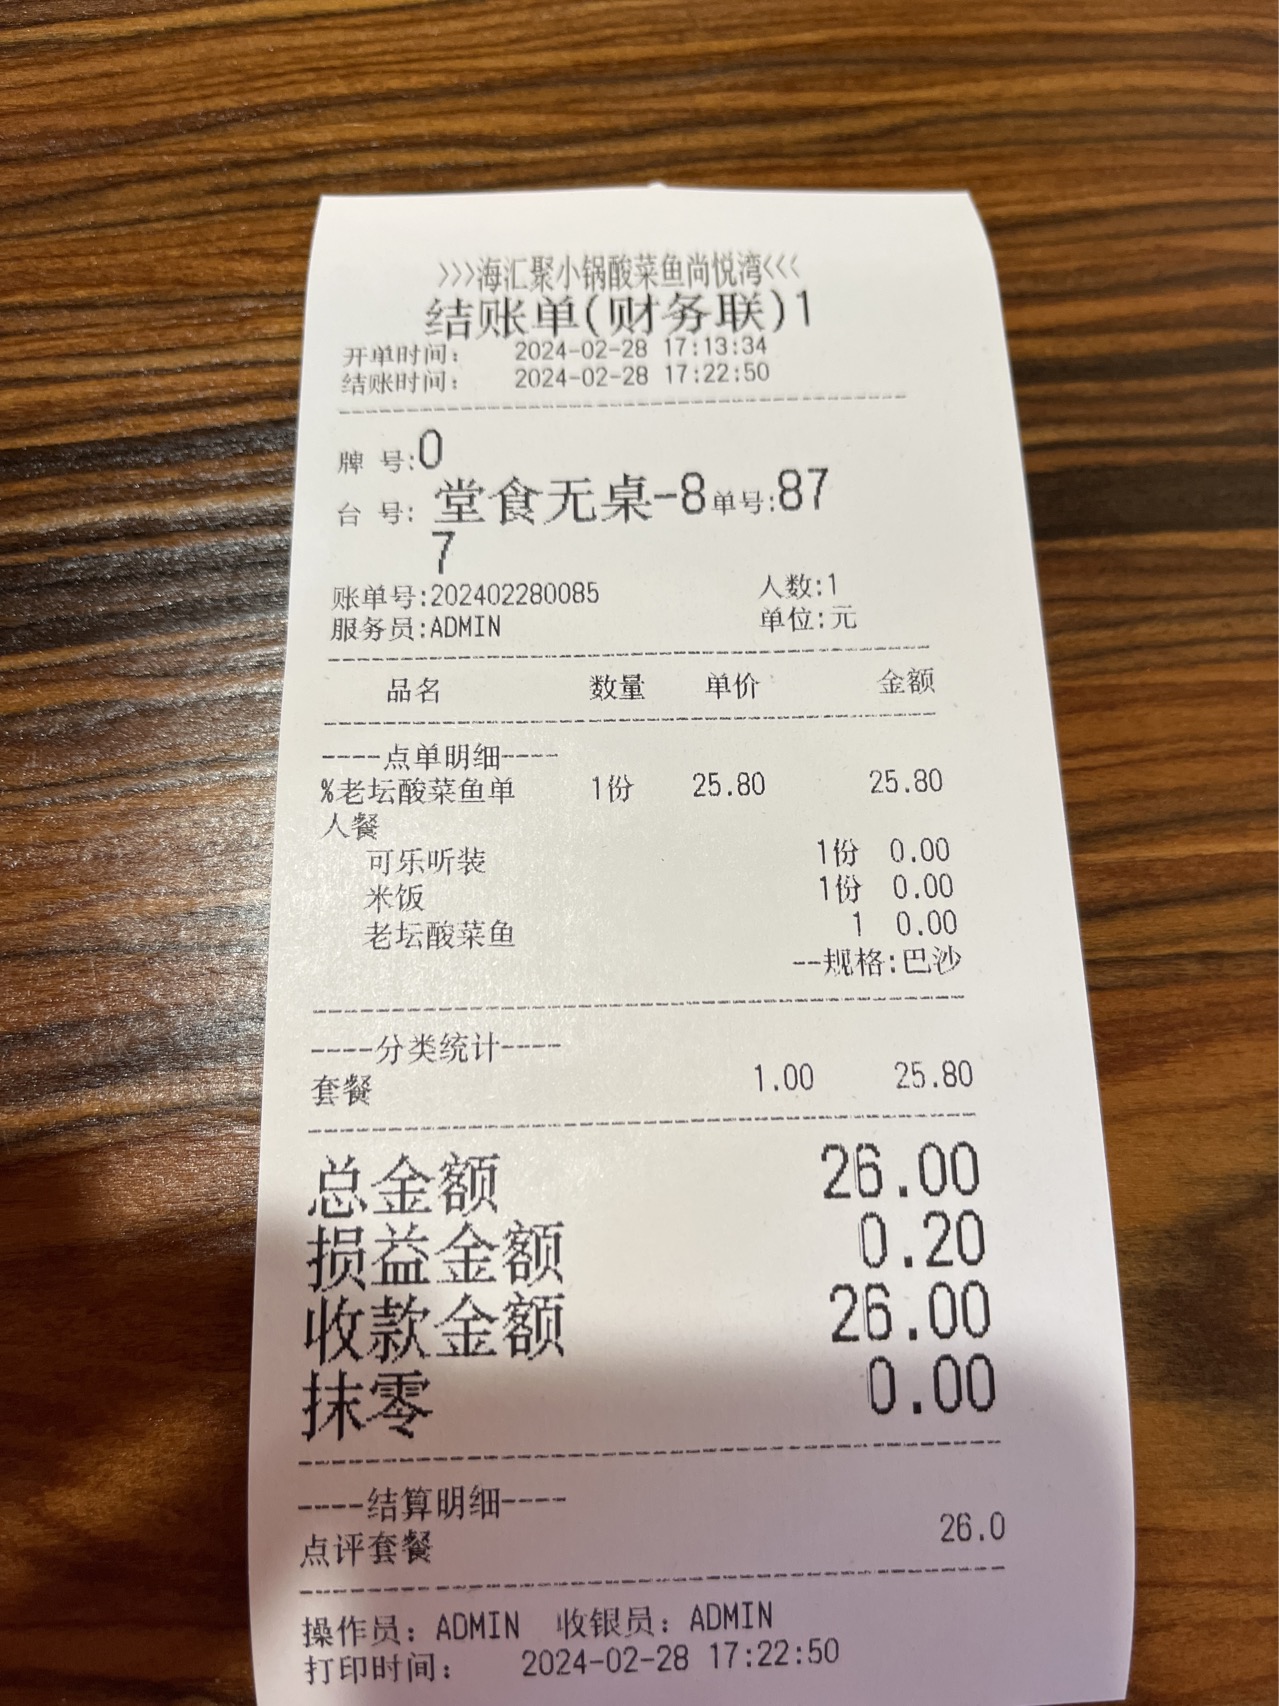 >>>海汇聚小锅酸菜鱼尚悦湾<<<
结账单(财务联)1
开单时间: 2024-02-28 17:13:34
结账时间: 2024-02-28 17:22:50
牌 号:0
台 号: 堂食无桌-8 单号:87
7
账单号:202402280085 人数:1
服务员:ADMIN 单位:元
品名 数量 单价 金额
----点单明细----
%老坛酸菜鱼单 1份 25.80 25.80
人餐
可乐听装 1份 0.00
米饭 1份 0.00
老坛酸菜鱼 1 0.00
--规格:巴沙
----分类统计----
套餐 1.00 25.80
总金额 26.00
损益金额 0.20
收款金额 26.00
抹零 0.00
----结算明细----
点评套餐 26.0
操作员: ADMIN 收银员: ADMIN
打印时间: 2024-02-28 17:22:50